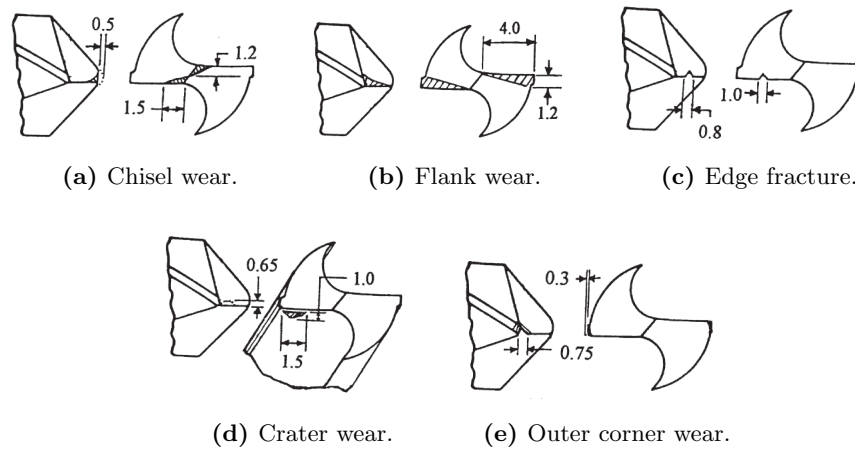 0.5
1.2
1.5
4.0
1.2
1.0
0.8
(a) Chisel wear.
(b) Flank wear.
(c) Edge fracture.
0.65
1.0
1.5
0.3
0.75
(d) Crater wear.
(e) Outer corner wear.